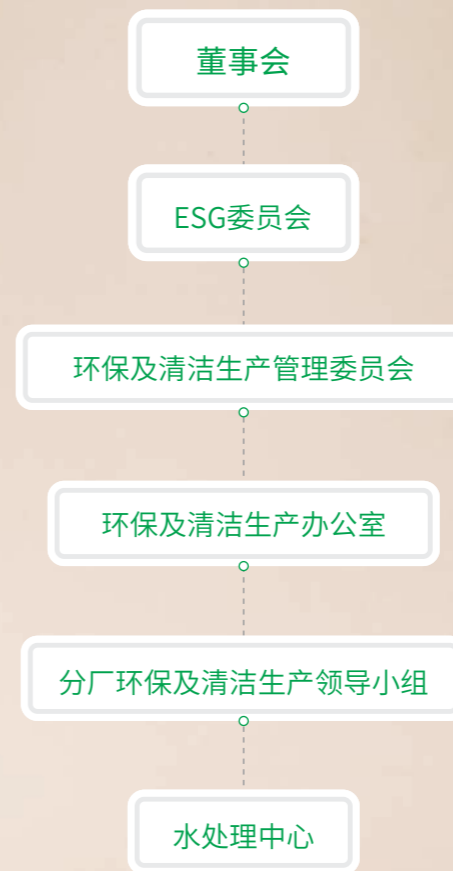 董事会
ESG委员会
环保及清洁生产管理委员会
环保及清洁生产办公室
分厂环保及清洁生产领导小组
水处理中心